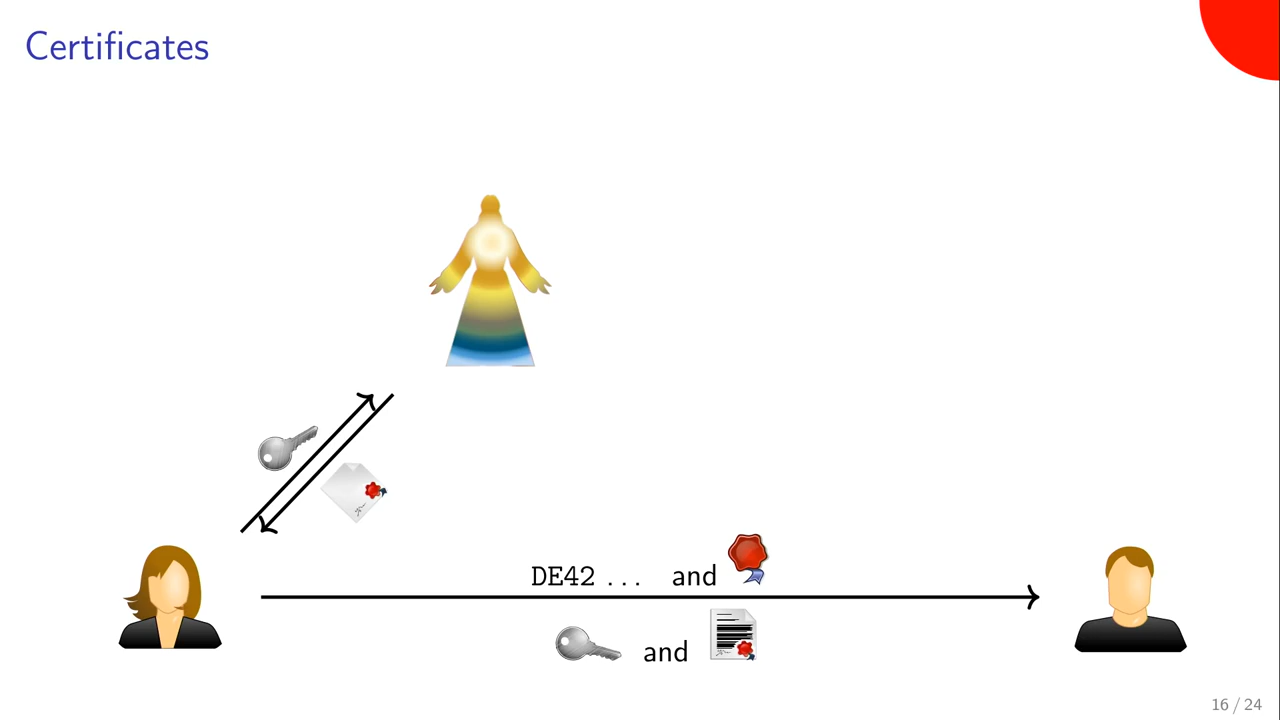 Certificates
DE42 ... and
and
16 / 24